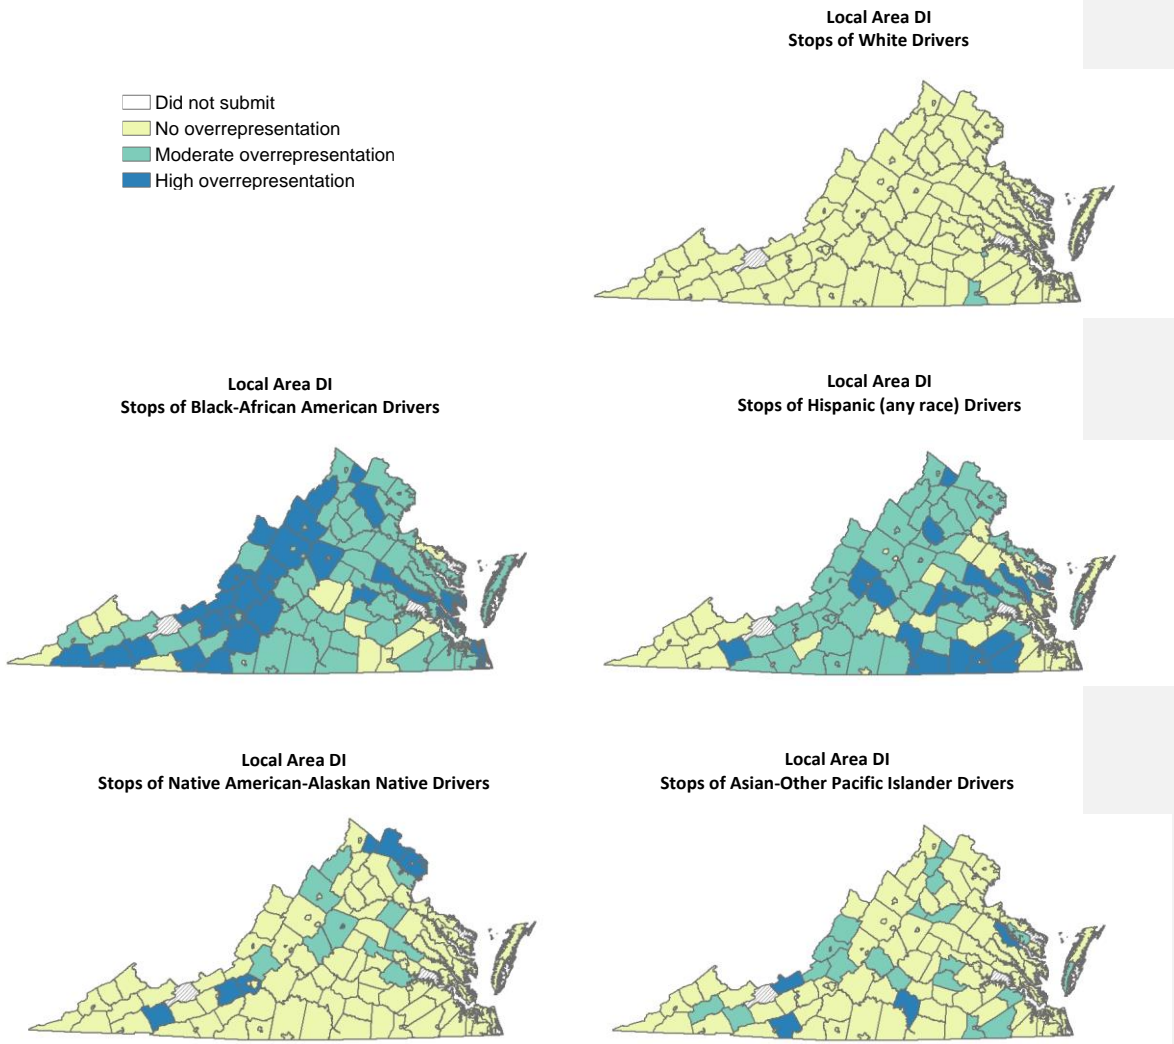 Local Area DI
Stops of White Drivers
Did not submit
No overrepresentation
Moderate overrepresentation
High overrepresentation
Local Area DI
Stops of Black-African American Drivers
Local Area DI
Stops of Hispanic (any race) Drivers
Local Area DI
Stops of Native American-Alaskan Native Drivers
Local Area DI
Stops of Asian-Other Pacific Islander Drivers